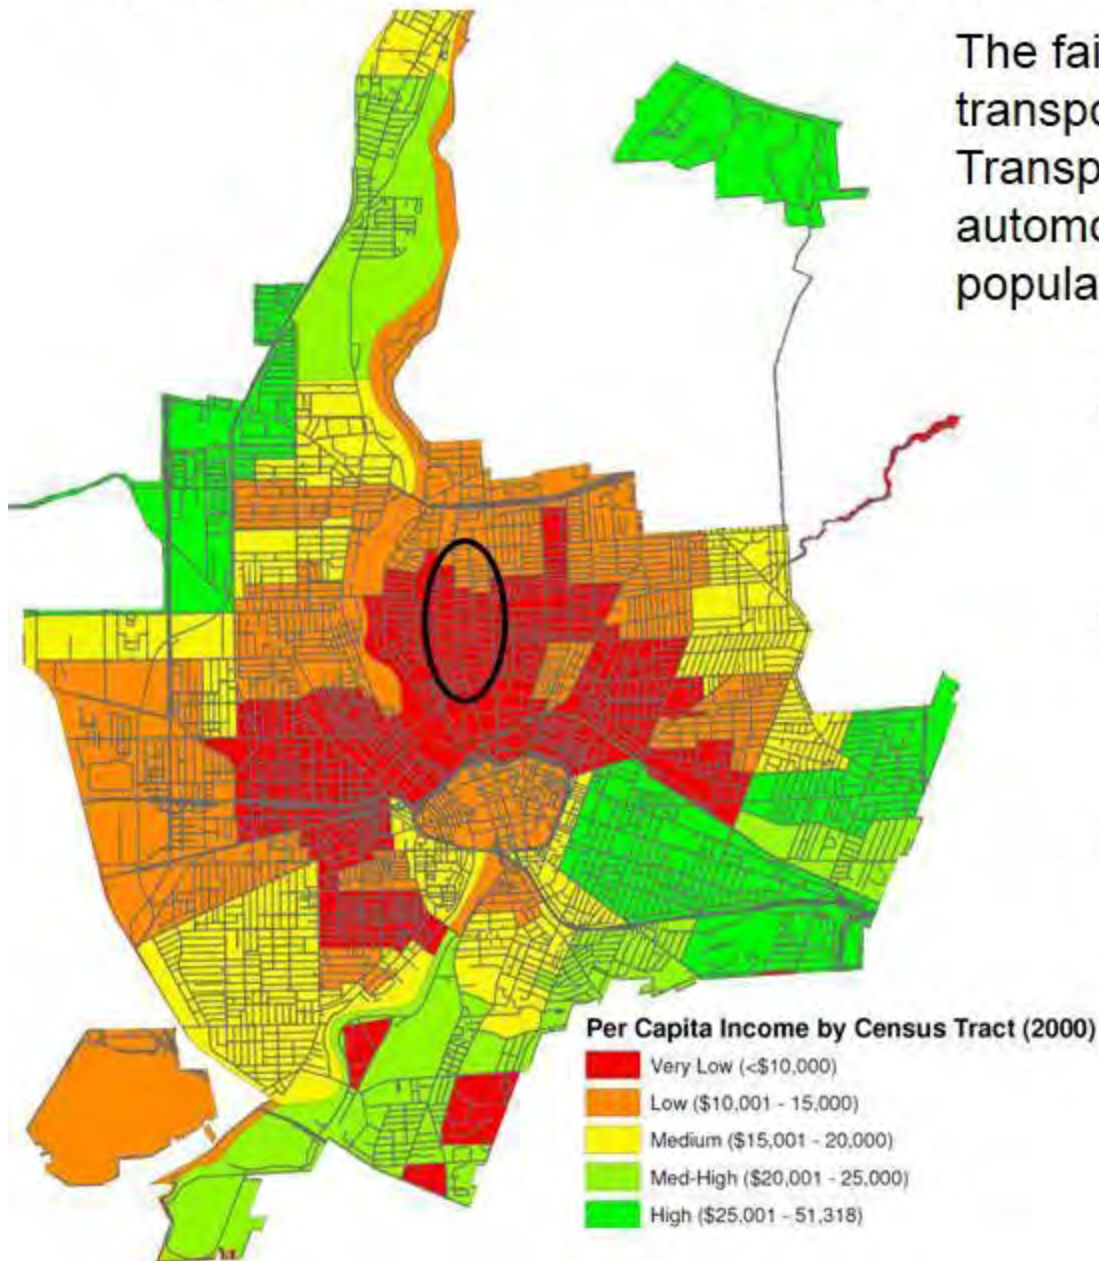 The fai
transpo
Transp
automo
popula
Per Capita Income by Census Tract (2000)
Very Low (<$10,000)
Low ($10,001 - 15,000)
Medium ($15,001 - 20,000)
Med-High ($20,001 - 25,000)
High ($25,001 - 51,318)